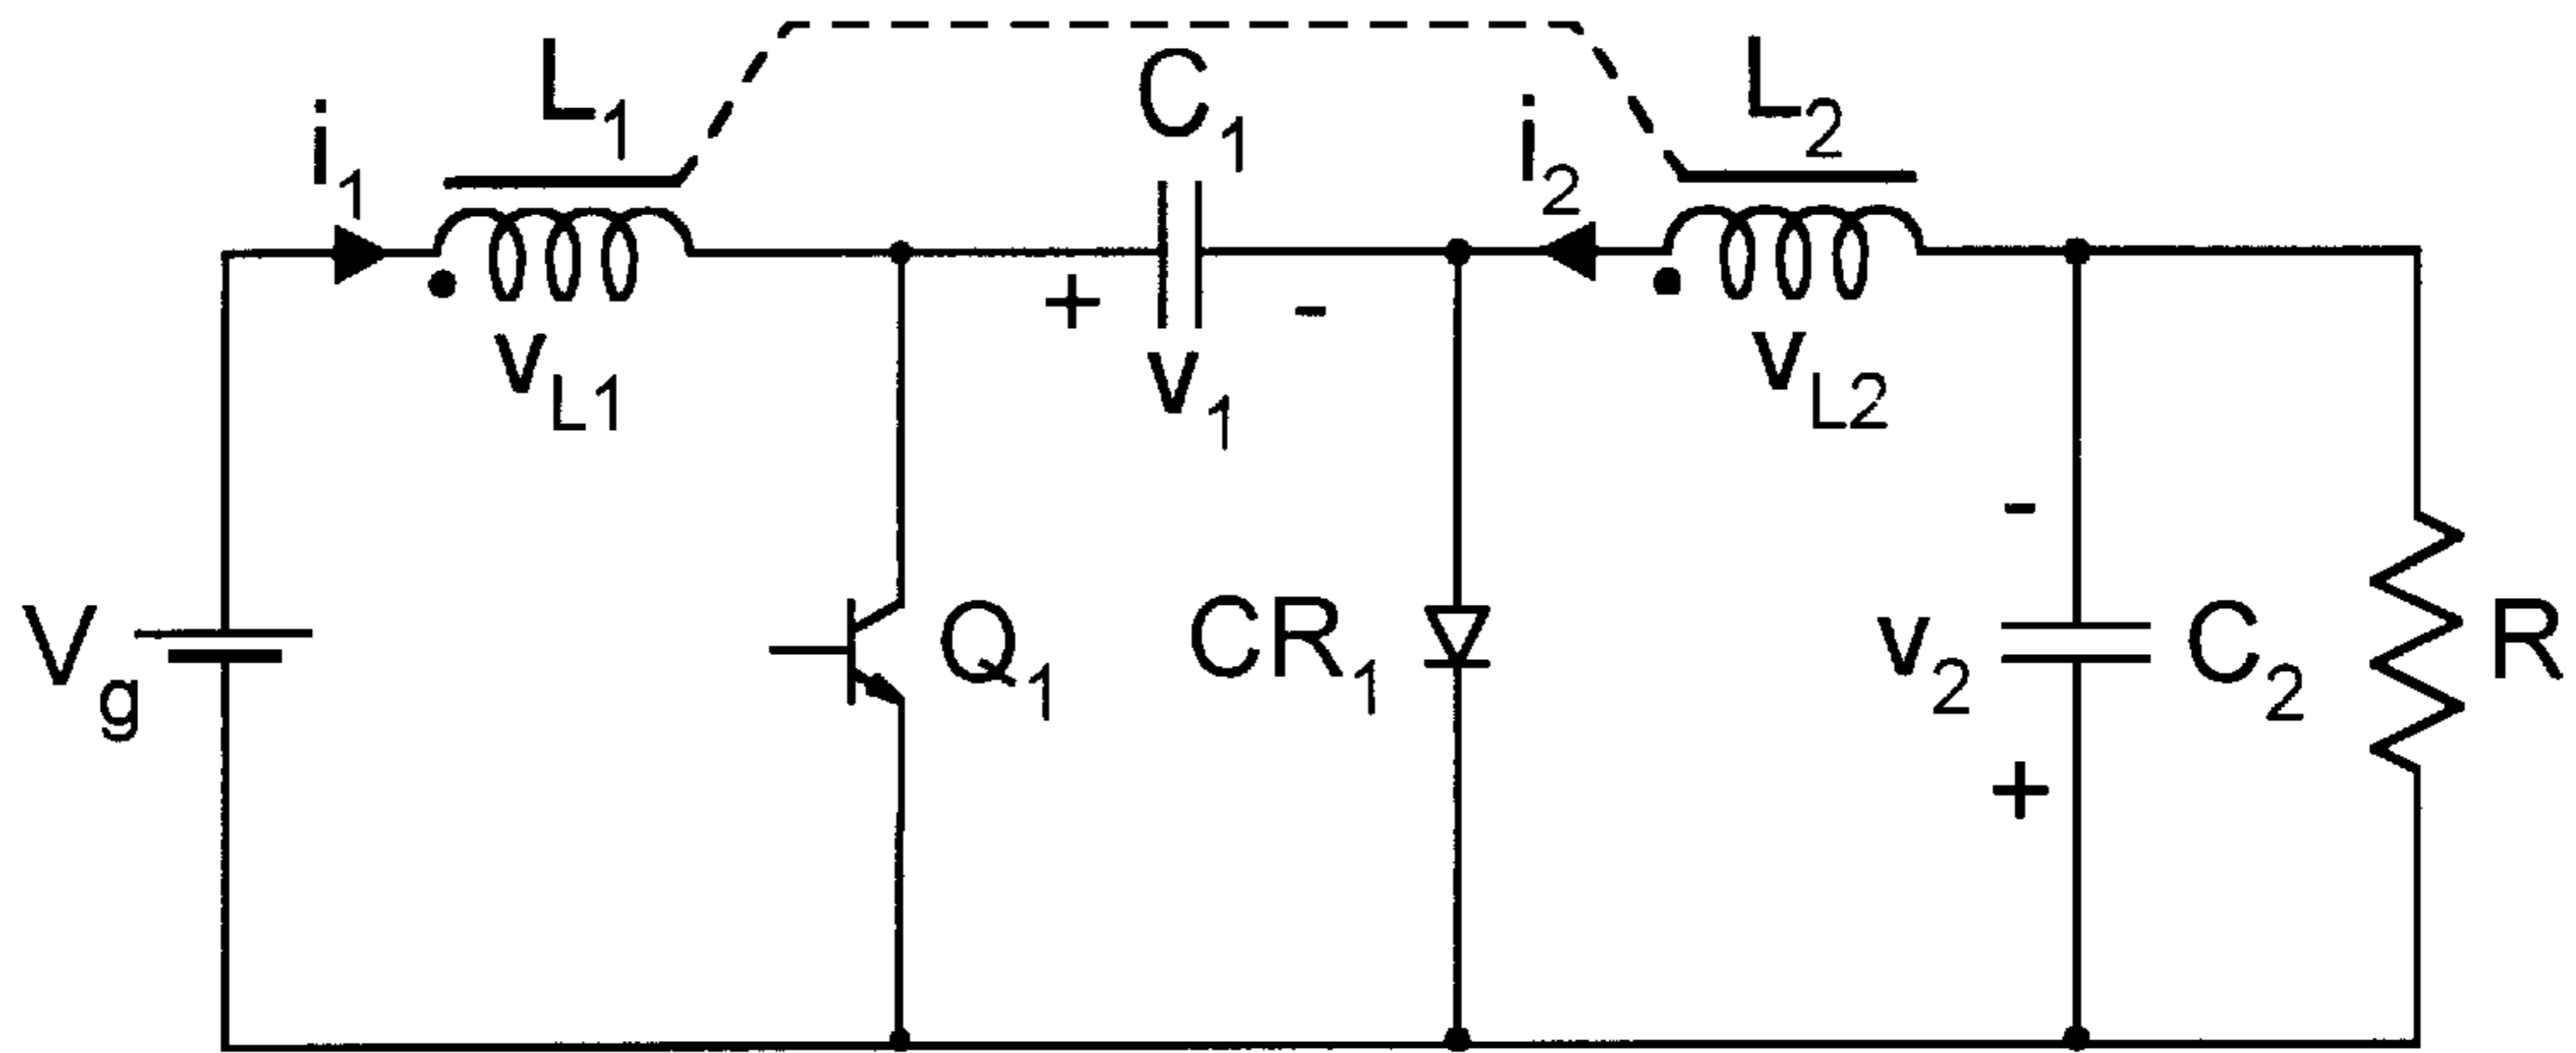 L1 C1 L2
i1 i2
+ -
vL1 v1 vL2
-
Vg Q1 CR1 v2 C2 R
+